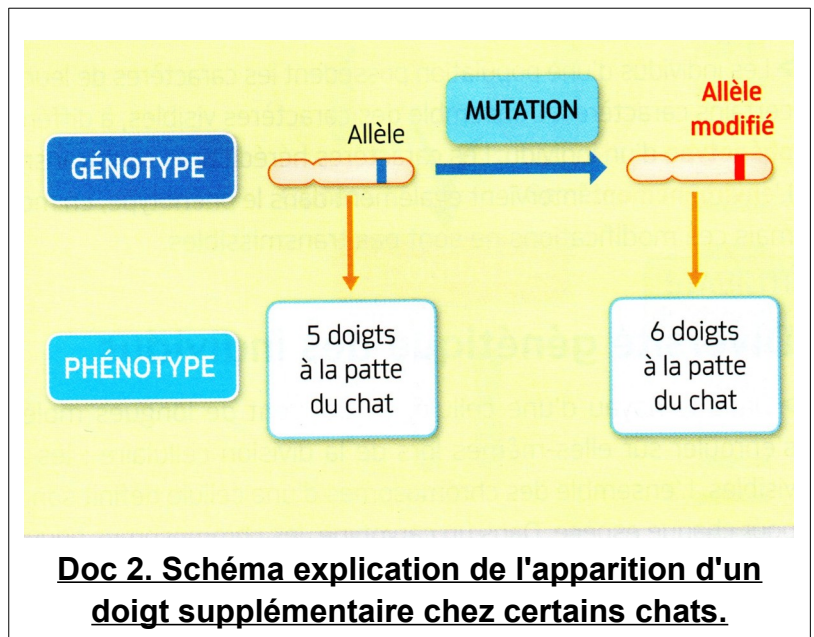 MUTATION
Allèle
modifié
Allèle
GÉNOTYPE
5 doigts
à la patte
du chat
6 doigts
à la patte
du chat
PHÉNOTYPE
Doc 2. Schéma explication de l'apparition d'un
doigt supplémentaire chez certains chats.